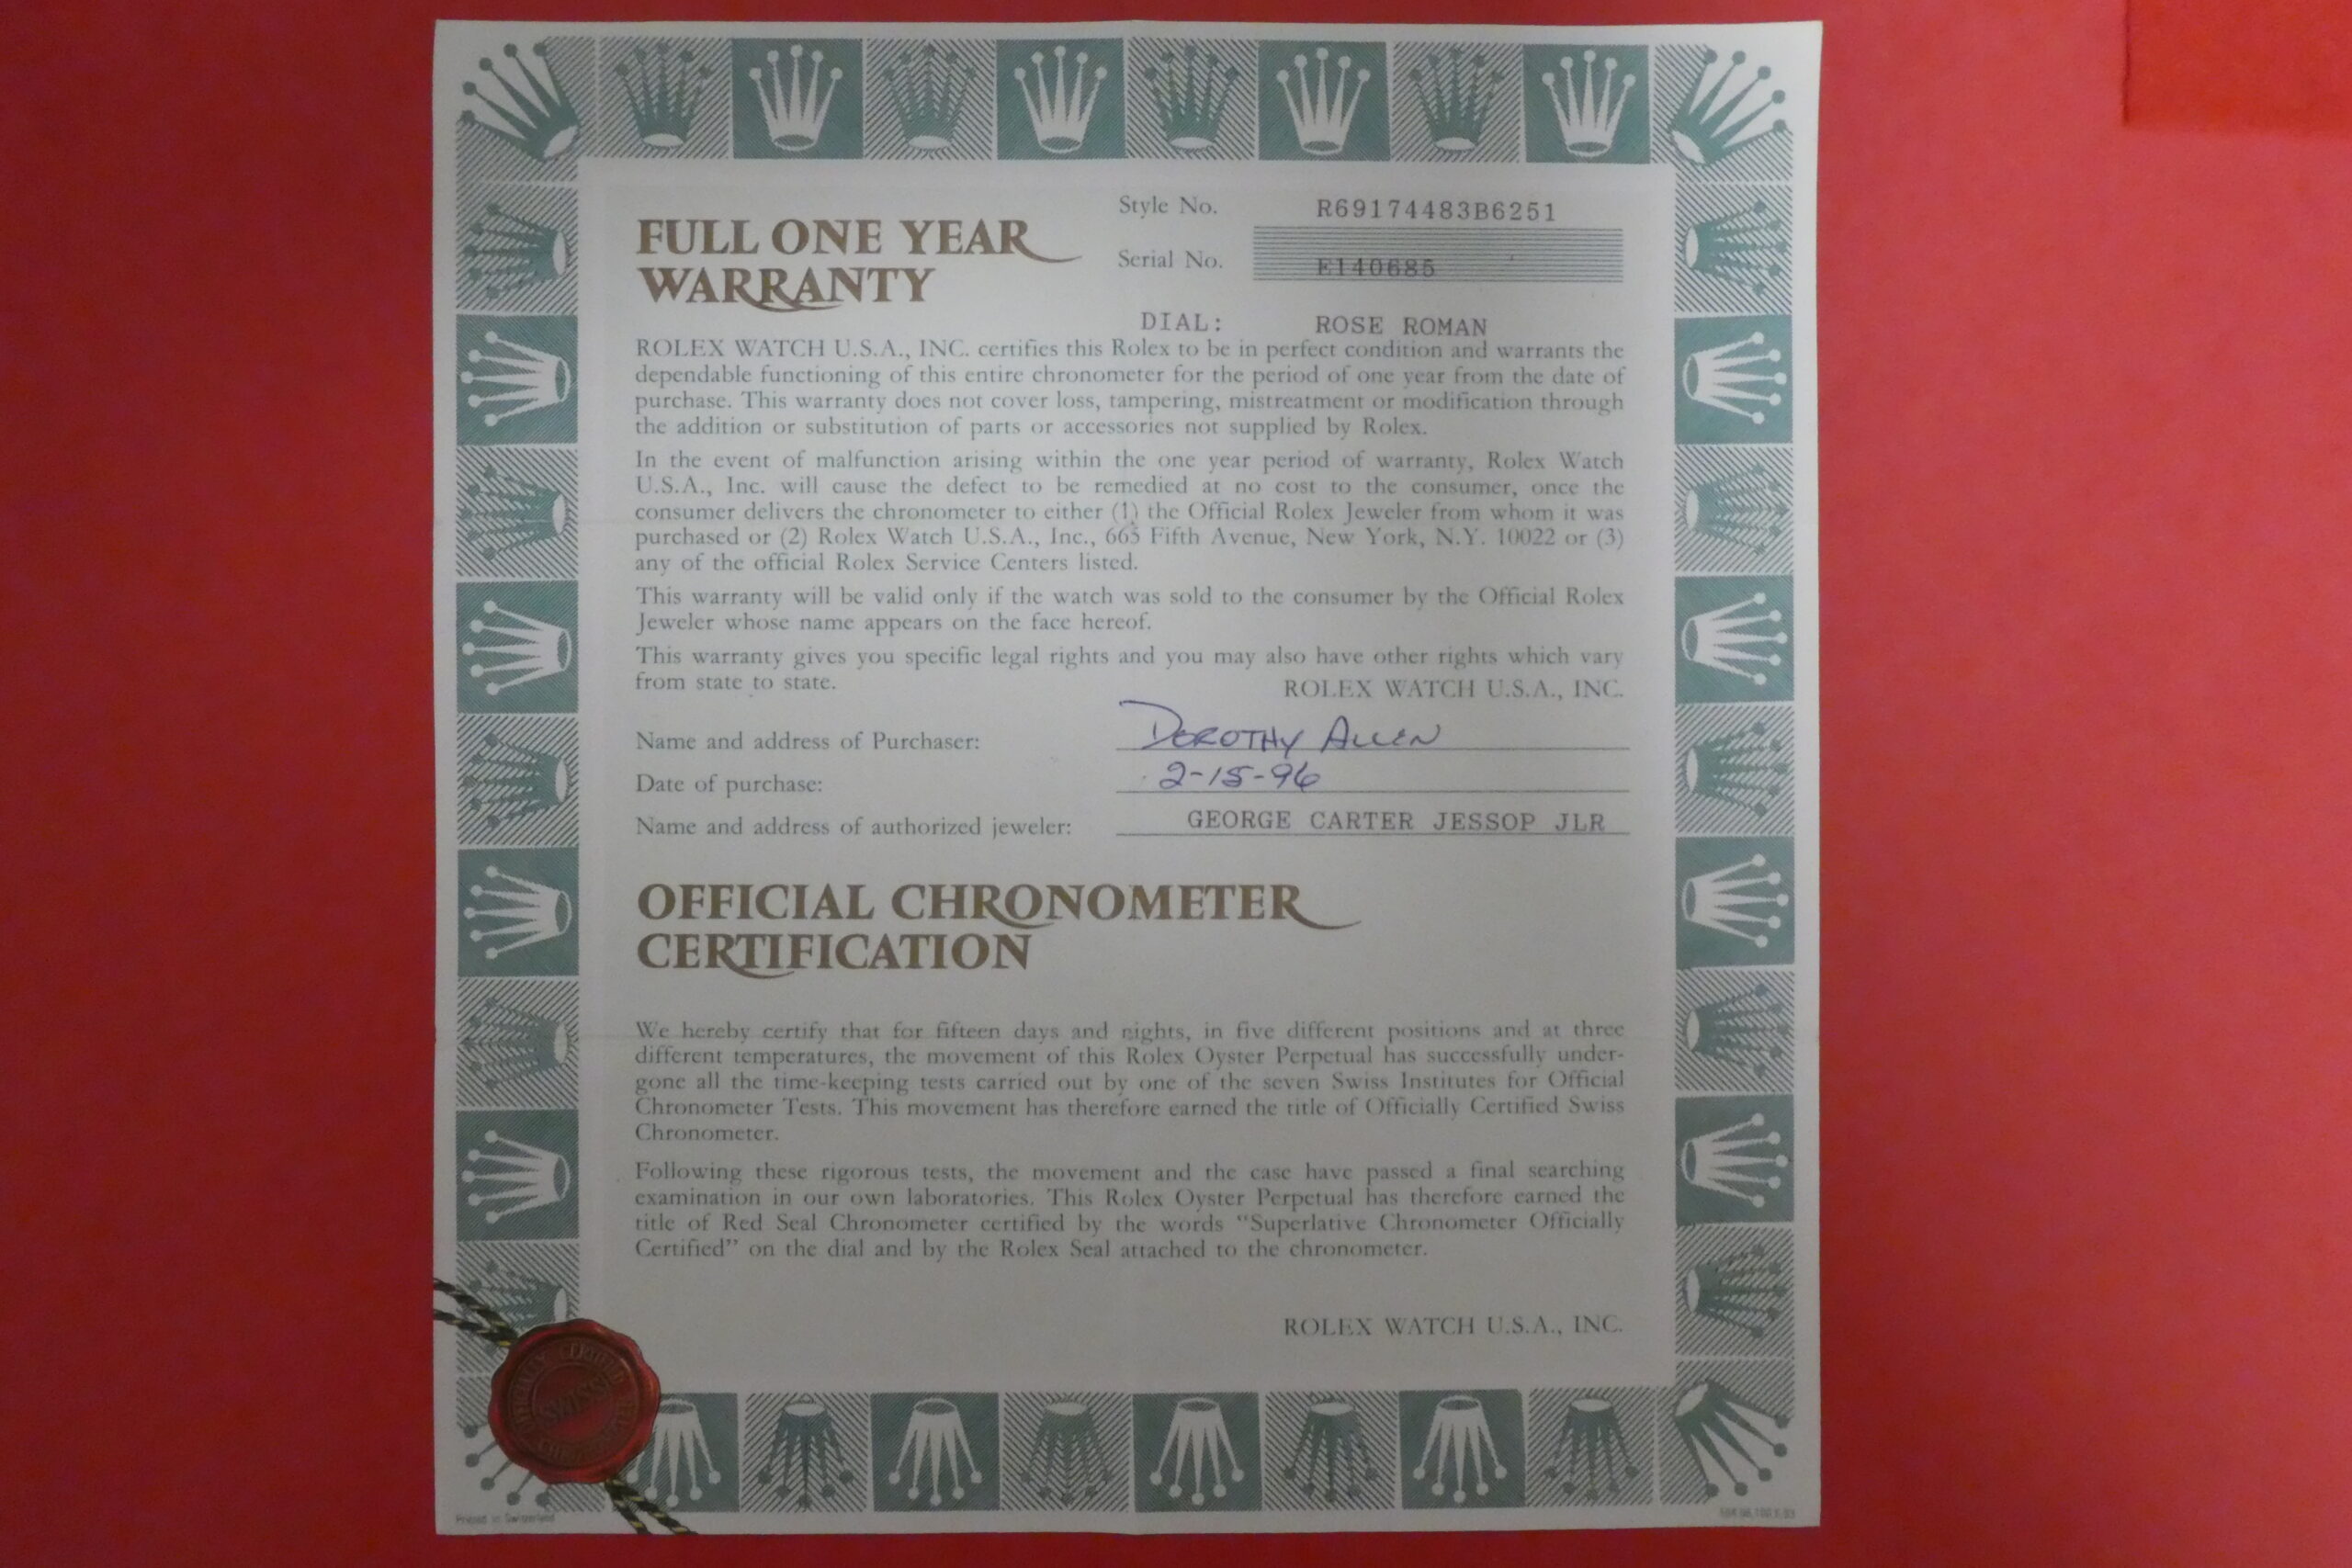 Style No. R69174483B6251
FULL ONE YEAR
WARRANTY
Serial No. E140685
DIAL: ROSE ROMAN
ROLEX WATCH U.S.A., INC. certifies this Rolex to be in perfect condition and warrants the
dependable functioning of this entire chronometer for the period of one year from the date of
purchase. This warranty does not cover loss, tampering, mistreatment or modification through
the addition or substitution of parts or accessories not supplied by Rolex.
In the event of malfunction arising within the one year period of warranty, Rolex Watch
U.S.A., Inc. will cause the defect to be remedied at no cost to the consumer, once the
consumer delivers the chronometer to either (1) the Official Rolex Jeweler from whom it was
purchased or (2) Rolex Watch U.S.A., Inc., 665 Fifth Avenue, New York, N.Y. 10022 or (3)
any of the official Rolex Service Centers listed.
This warranty will be valid only if the watch was sold to the consumer by the Official Rolex
Jeweler whose name appears on the face hereof.
This warranty gives you specific legal rights and you may also have other rights which vary
from state to state.
ROLEX WATCH U.S.A., INC.
Name and address of Purchaser: DOROTHY ALLEN
Date of purchase: 2-15-96
Name and address of authorized jeweler: GEORGE CARTER JESSOP JLR
OFFICIAL CHRONOMETER
CERTIFICATION
We hereby certify that for fifteen days and nights, in five different positions and at three
different temperatures, the movement of this Rolex Oyster Perpetual has successfully under-
gone all the time-keeping tests carried out by one of the seven Swiss Institutes for Official
Chronometer Tests. This movement has therefore earned the title of Officially Certified Swiss
Chronometer.
Following these rigorous tests, the movement and the case have passed a final searching
examination in our own laboratories. This Rolex Oyster Perpetual has therefore earned the
title of Red Seal Chronometer certified by the words "Superlative Chronometer Officially
Certified" on the dial and by the Rolex Seal attached to the chronometer.
ROLEX WATCH U.S.A., INC.
SWISS
Printed in Switzerland